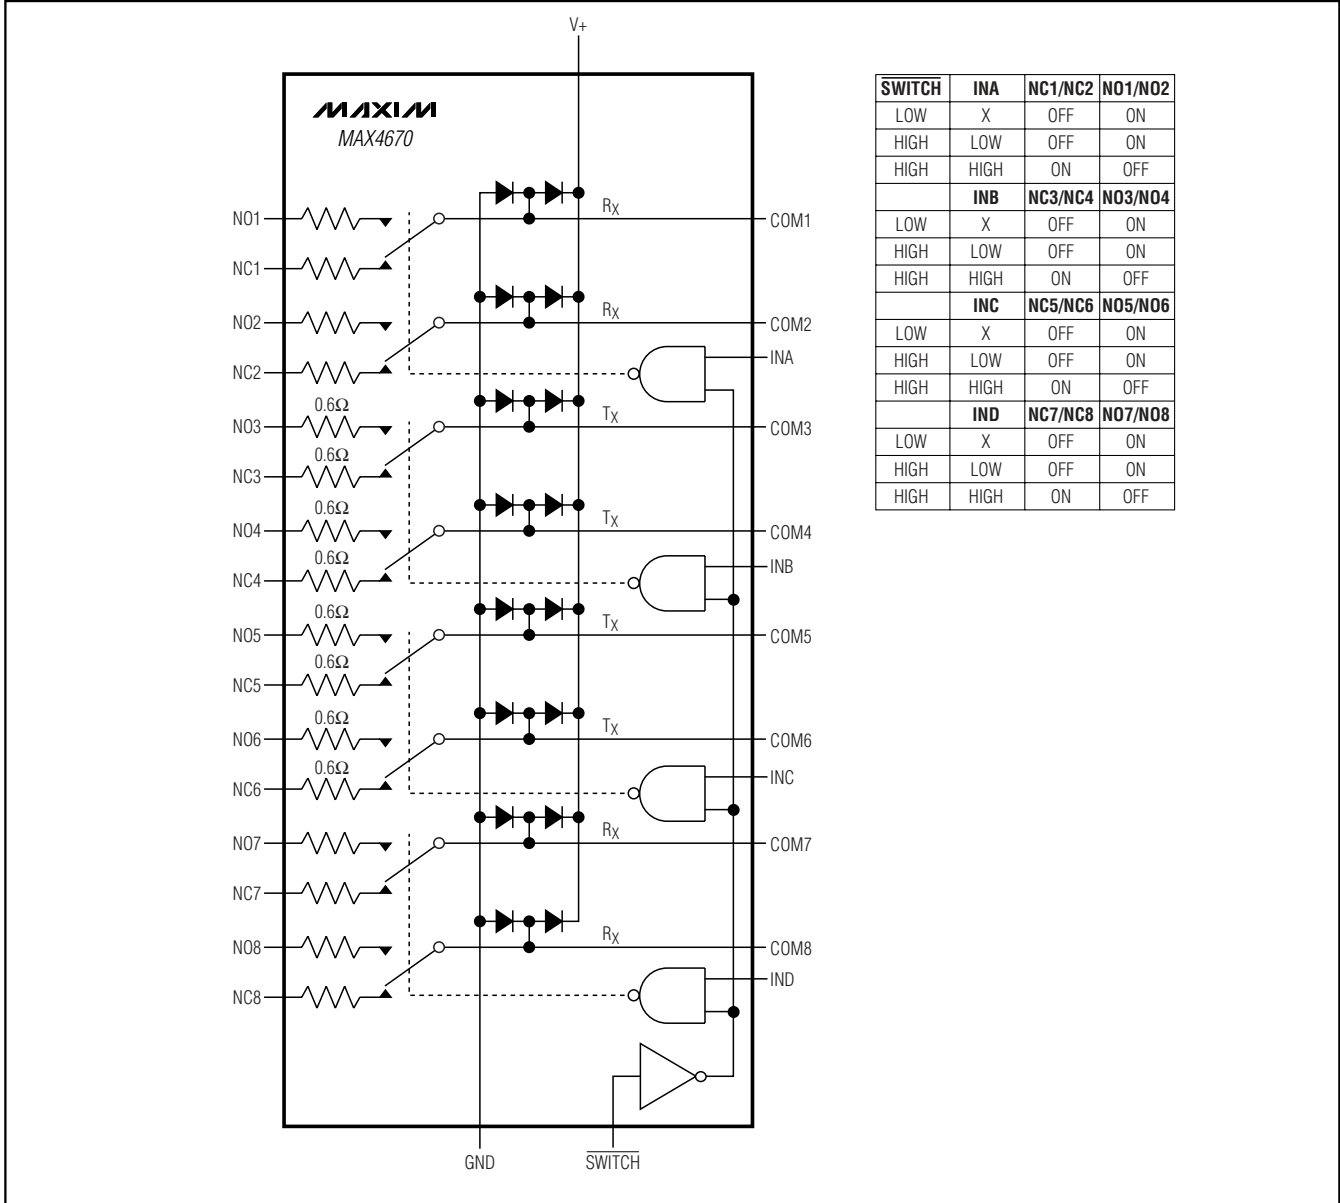 V+
MAXIM
MAX4670
NO1
RX
COM1
NC1
NO2
RX
COM2
INA
NC2
0.6Ω
NO3
TX
COM3
0.6Ω
NC3
0.6Ω
NO4
TX
COM4
0.6Ω
INB
NC4
0.6Ω
NO5
TX
COM5
0.6Ω
NC5
0.6Ω
NO6
TX
COM6
0.6Ω
INC
NC6
NO7
RX
COM7
NC7
NO8
RX
COM8
IND
NC8
GND
SWITCH
SWITCH INA NC1/NC2 NO1/NO2
LOW X OFF ON
HIGH LOW OFF ON
HIGH HIGH ON OFF
INB NC3/NC4 NO3/NO4
LOW X OFF ON
HIGH LOW OFF ON
HIGH HIGH ON OFF
INC NC5/NC6 NO5/NO6
LOW X OFF ON
HIGH LOW OFF ON
HIGH HIGH ON OFF
IND NC7/NC8 NO7/NO8
LOW X OFF ON
HIGH LOW OFF ON
HIGH HIGH ON OFF